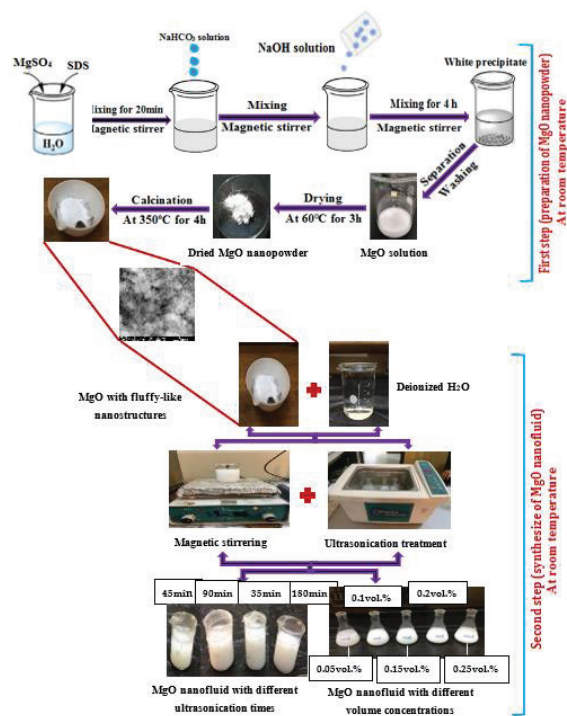 MgSO₄ SDS
H₂O
Mixing for 20min
Magnetic stirrer
NaHCO₃ solution
Mixing
Magnetic stirrer
NaOH solution
Mixing for 4 h
Magnetic stirrer
White precipitate
Separation
Washing
MgO solution
Drying
At 60°C for 3h
Dried MgO nanopowder
Calcination
At 350°C for 4h
First step (preparation of MgO nanopowder)
At room temperature
MgO with fluffy-like
nanostructures
Deionized H₂O
Magnetic stirrering
Ultrasonication treatment
45min 90min 35min 180min
0.1vol.% 0.2vol.%
0.05vol.% 0.15vol.% 0.25vol.%
MgO nanofluid with different
ultrasonication times
MgO nanofluid with different
volume concentrations
Second step (synthesize of MgO nanofluid)
At room temperature